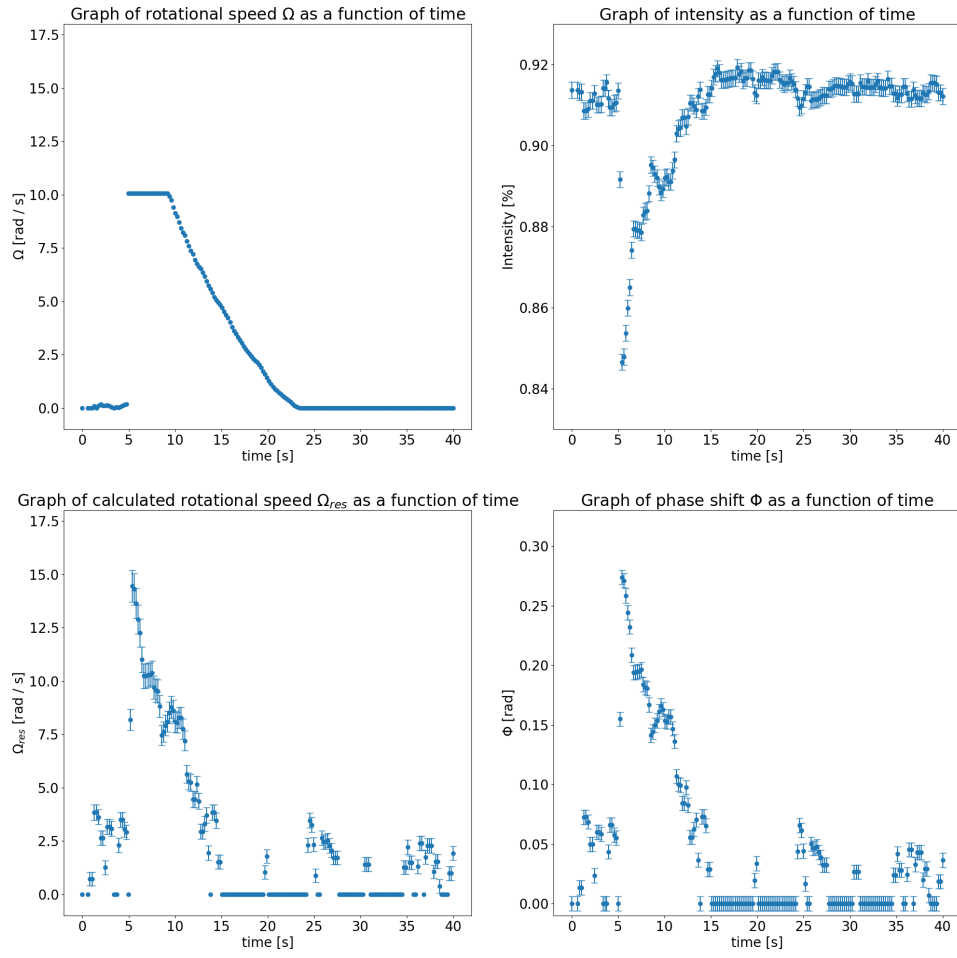 Graph of rotational speed Ω as a function of time
17.5
15.0
12.5
10.0
7.5
5.0
2.5
0.0
Ω [rad / s]
0 5 10 15 20 25 30 35 40
time [s]
Graph of intensity as a function of time
0.92
0.90
0.88
0.86
0.84
Intensity [%]
0 5 10 15 20 25 30 35 40
time [s]
Graph of calculated rotational speed Ω_res as a function of time
17.5
15.0
12.5
10.0
7.5
5.0
2.5
0.0
Ω_res [rad / s]
0 5 10 15 20 25 30 35 40
time [s]
Graph of phase shift Φ as a function of time
0.30
0.25
0.20
0.15
0.10
0.05
0.00
Φ [rad]
0 5 10 15 20 25 30 35 40
time [s]